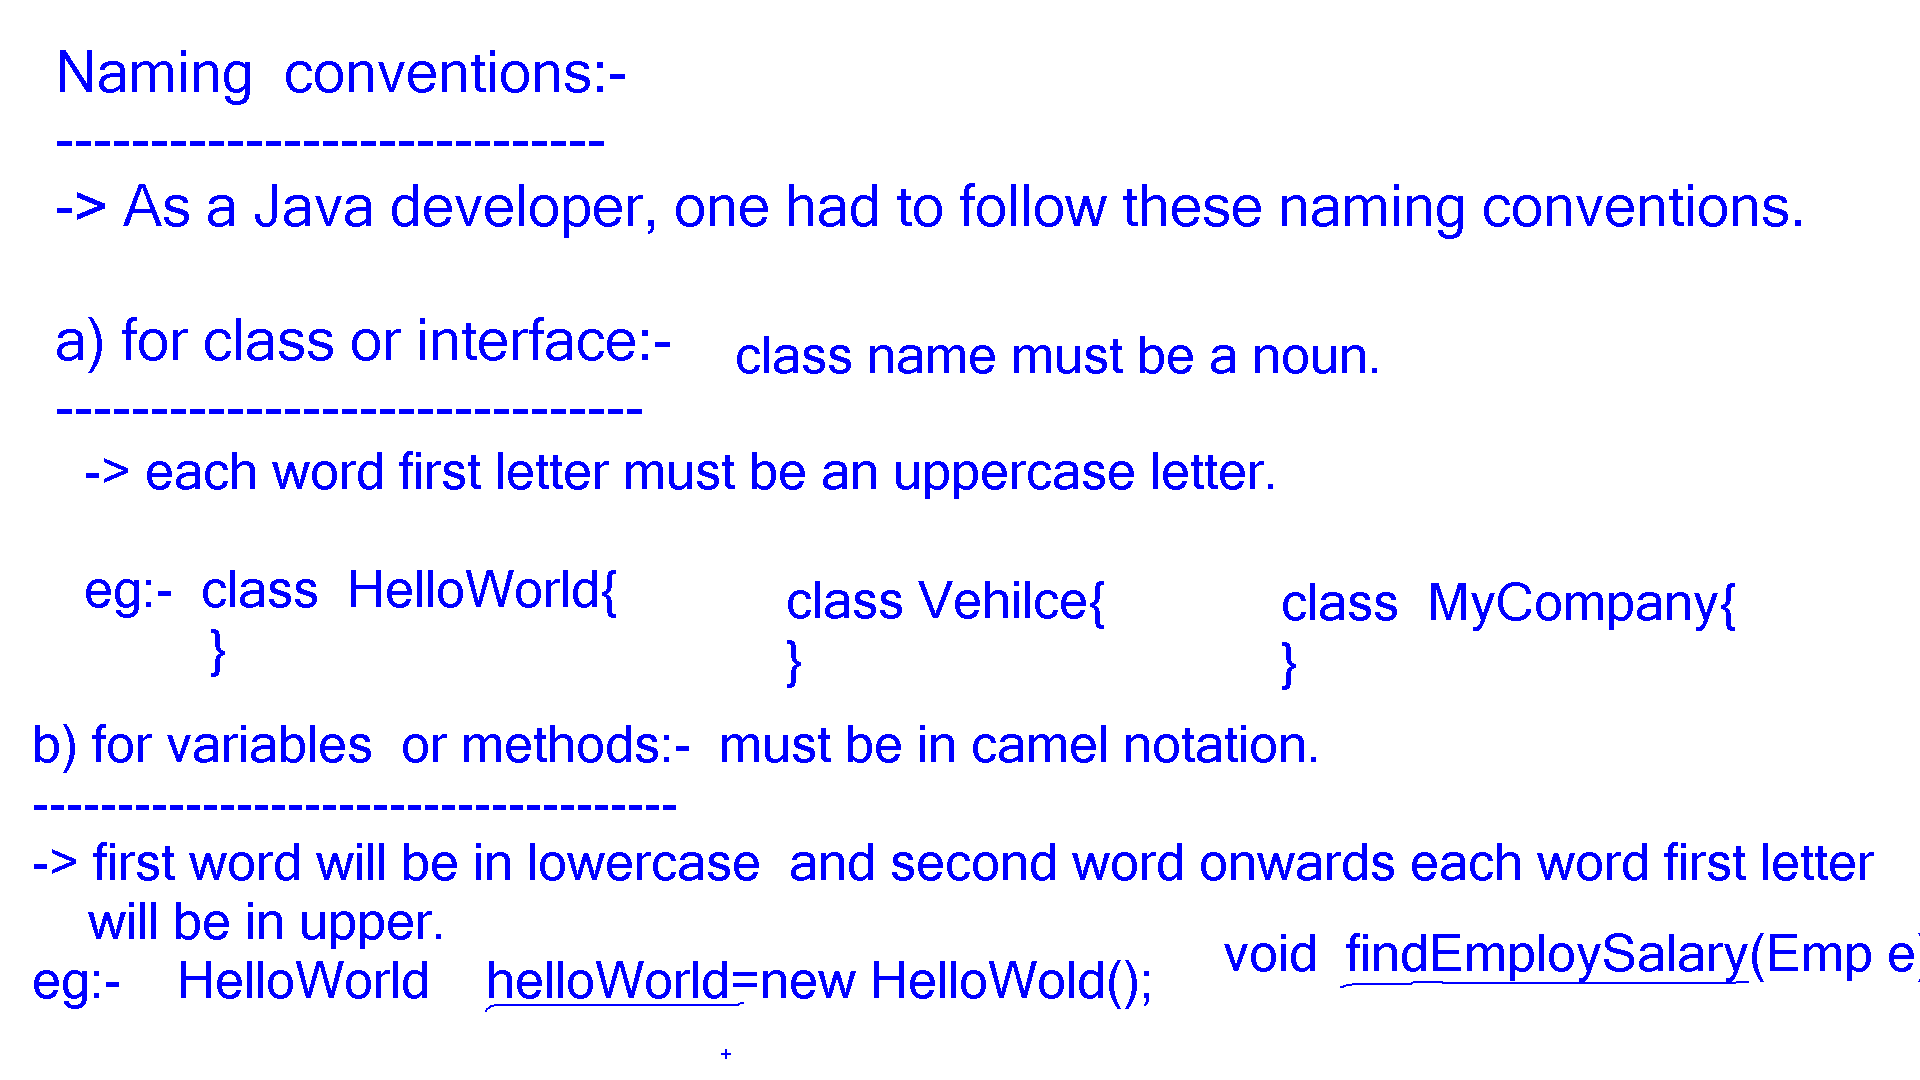 Naming  conventions:-
-----------------------------
-> As a Java developer, one had to follow these naming conventions.
a) for class or interface:-    class name must be a noun.
-------------------------------
-> each word first letter must be an uppercase letter.
eg:-  class  HelloWorld{    class Vehilce{    class  MyCompany{
}    }    }
b) for variables  or methods:-  must be in camel notation.
--------------------------------------
-> first word will be in lowercase  and second word onwards each word first letter
will be in upper.
eg:-    HelloWorld    helloWorld=new HelloWold();    void  findEmploySalary(Emp e)